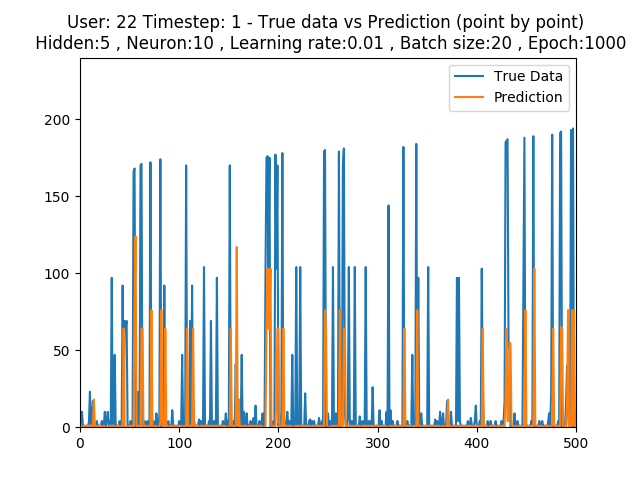 User: 22 Timestep: 1 - True data vs Prediction (point by point)
Hidden:5 , Neuron:10 , Learning rate:0.01 , Batch size:20 , Epoch:1000
True Data
Prediction
200
150
100
50
0
0 100 200 300 400 500